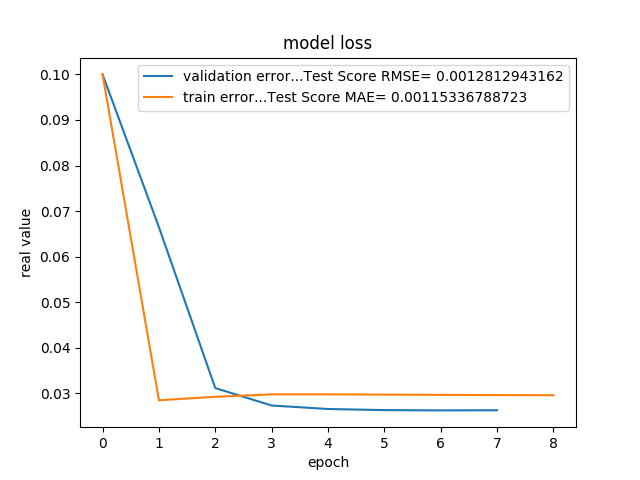 model loss
validation error...Test Score RMSE= 0.0012812943162
train error...Test Score MAE= 0.00115336788723
0.10
0.09
0.08
0.07
0.06
0.05
0.04
0.03
real value
0 1 2 3 4 5 6 7 8
epoch